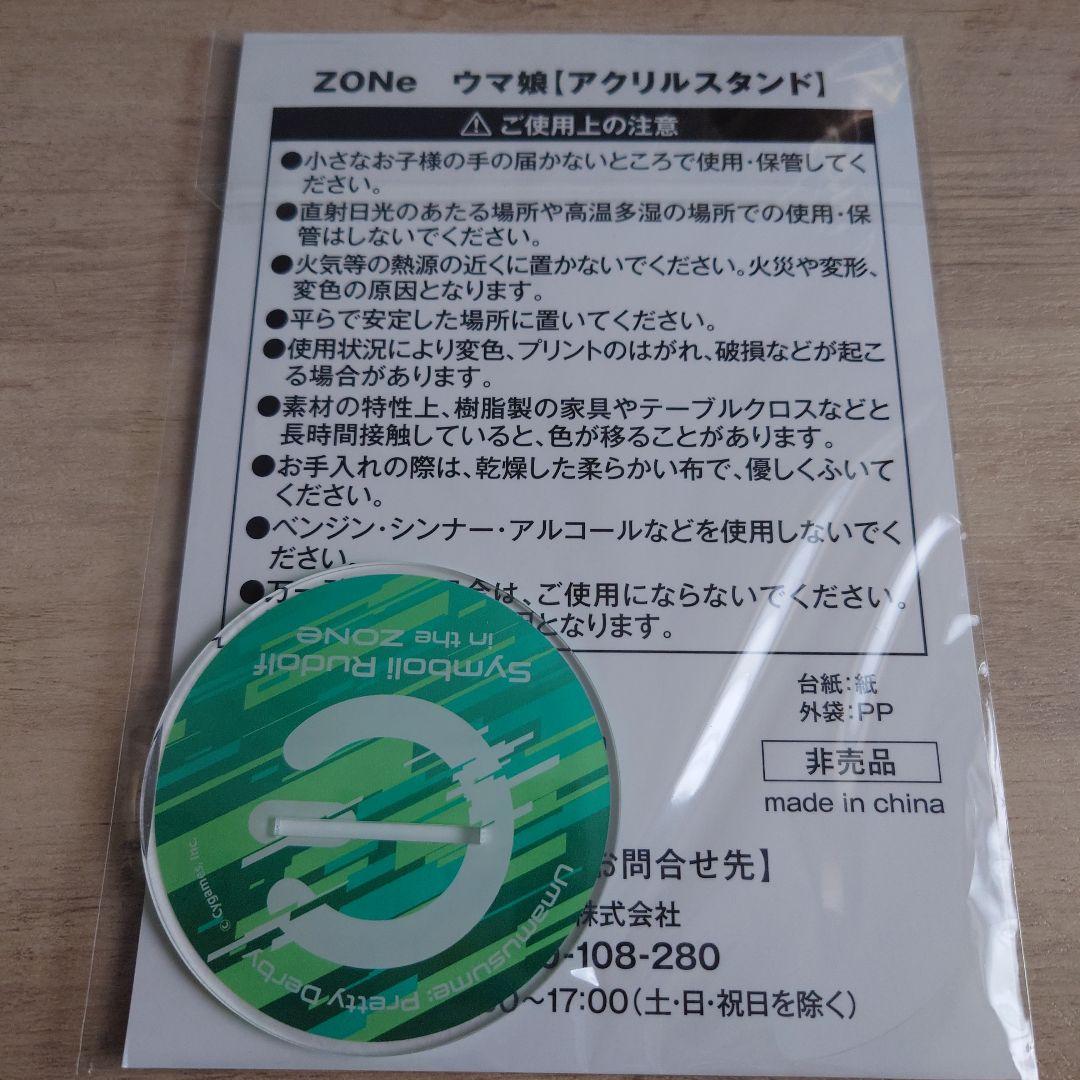 ZONe ウマ娘【アクリルスタンド】
⚠ご使用上の注意
●小さなお子様の手の届かないところで使用・保管してく
ださい。
●直射日光のあたる場所や高温多湿の場所での使用・保
管はしないでください。
●火気等の熱源の近くに置かないでください。火災や変形、
変色の原因となります。
●平らで安定した場所に置いてください。
●使用状況により変色、プリントのはがれ、破損などが起こ
る場合があります。
●素材の特性上、樹脂製の家具やテーブルクロスなどと
長時間接触していると、色が移ることがあります。
●お手入れの際は、乾燥した柔らかい布で、優しくふいて
ください。
●ベンジン・シンナー・アルコールなどを使用しないでく
ださい。
●万一 合は、ご使用にならないでください。
となります。
台紙:紙
外袋:PP
非売品
made in china
お問合せ先】
株式会社
0-108-280
00〜17:00(土・日・祝日を除く)
Symboli Rudolf
in the ZONe
Umamusume: Pretty Derby
© Cygames, Inc.